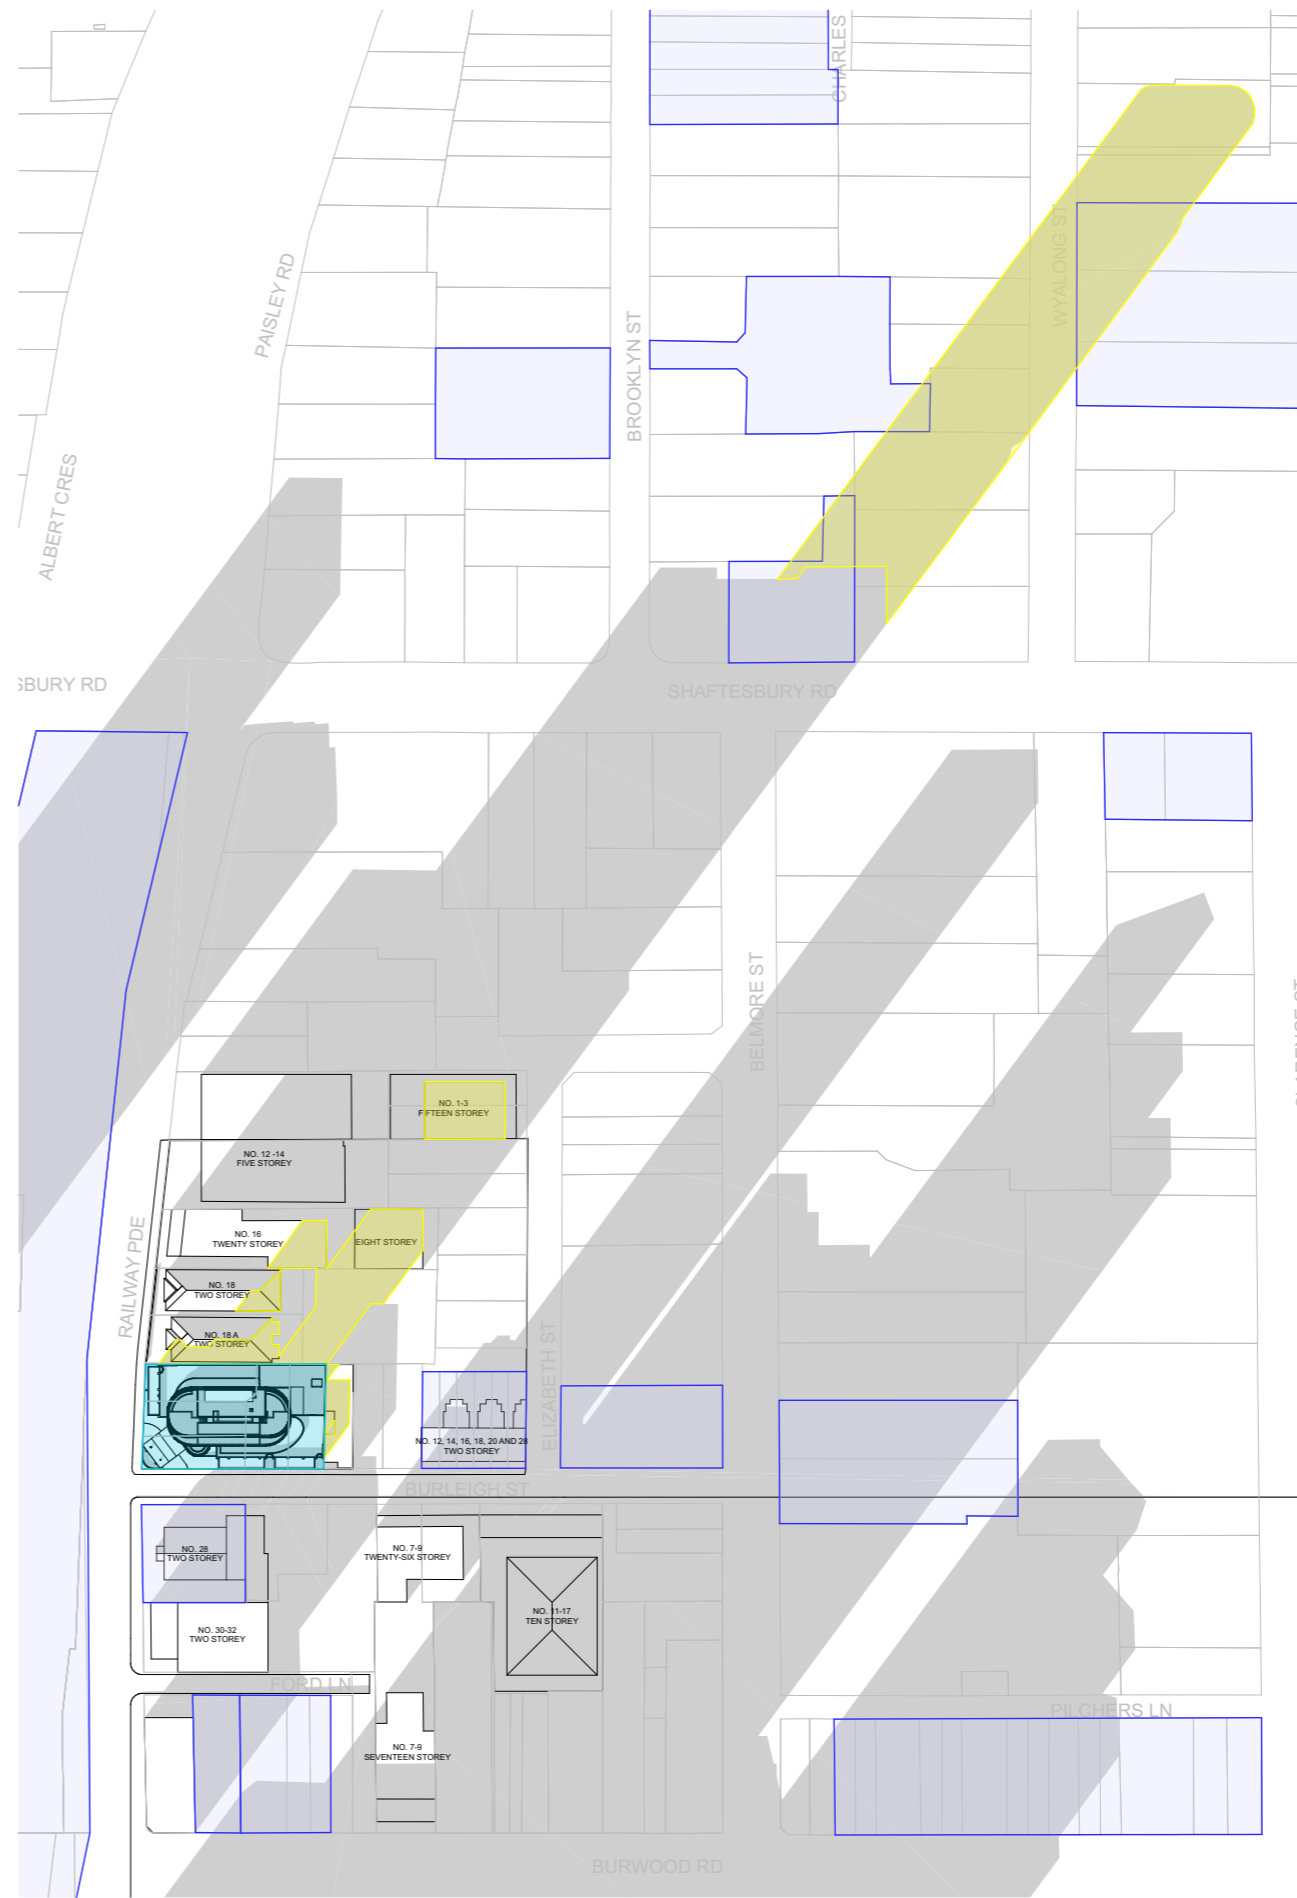 CHARLES
WYALONG ST
PAISLEY RD
BROOKLYN ST
ALBERT CRES
SBURY RD
SHAFTESBURY RD
BELMORE ST
NO. 1-3
FIFTEEN STOREY
NO. 12 -14
FIVE STOREY
RAILWAY PDE
NO. 16
TWENTY STOREY
EIGHT STOREY
NO. 18
TWO STOREY
NO. 18 A
TWO STOREY
ELIZABETH ST
NO. 12, 14, 16, 18, 20 AND 28
TWO STOREY
BURLEIGH ST
NO. 28
TWO STOREY
NO. 7-9
TWENTY-SIX STOREY
NO. 11-17
TEN STOREY
NO. 30-32
TWO STOREY
FORD LN
PILCHERS LN
NO. 7-9
SEVENTEEN STOREY
BURWOOD RD